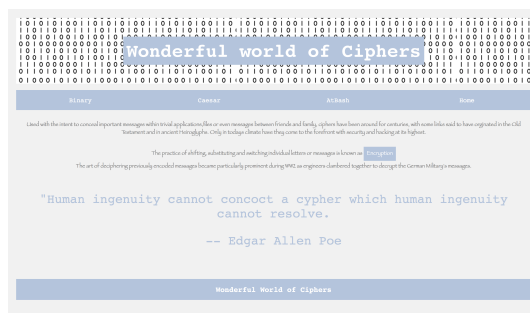 Wonderful world of Ciphers
Binary Caesar AtBash Home
Used with the intent to conceal important messages within trivial applications,files or even messages between friends and family, ciphers have been around for centuries, with some links said to have orginated in the Old
Testament and in ancient Heiroglyphs. Only in todays climate have they come to the forefront with security and hacking at its highest.
The practice of shifting, substituting and switching individual letters or messages is known as Encryption
The art of deciphering previously encoded messages became particularly prominent during WW2, as engineers clambered together to decrypt the German Military's messages.
"Human ingenuity cannot concoct a cypher which human ingenuity
cannot resolve.
-- Edgar Allen Poe
Wonderful World of Ciphers